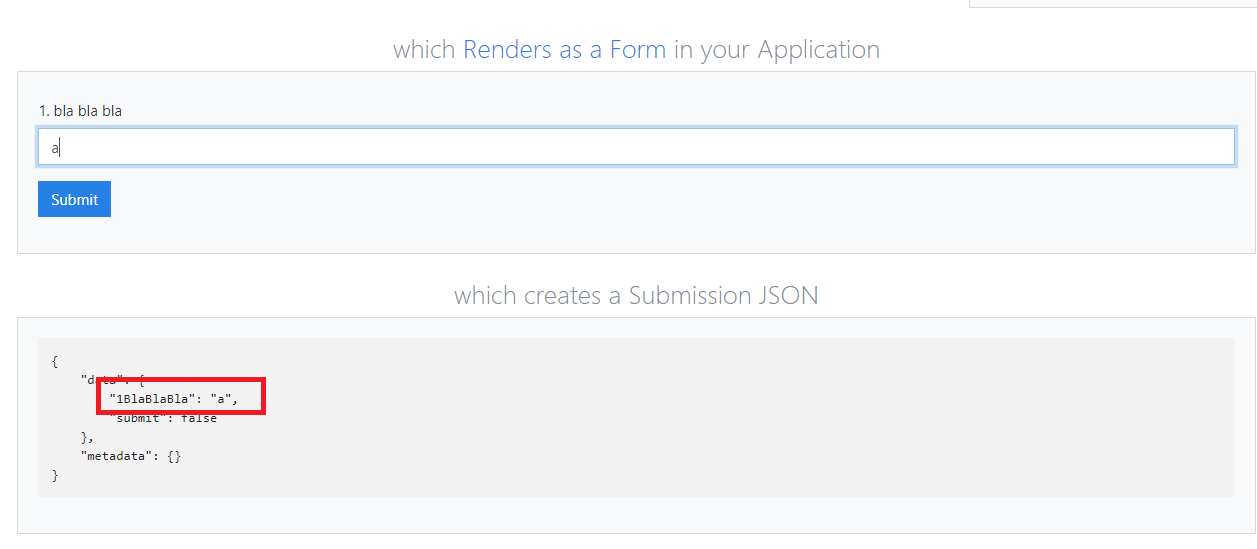 which Renders as a Form in your Application
1. bla bla bla
a
Submit
which creates a Submission JSON
{
"data": {
"1BlaBlaBla": "a",
"submit": false
},
"metadata": {}
}